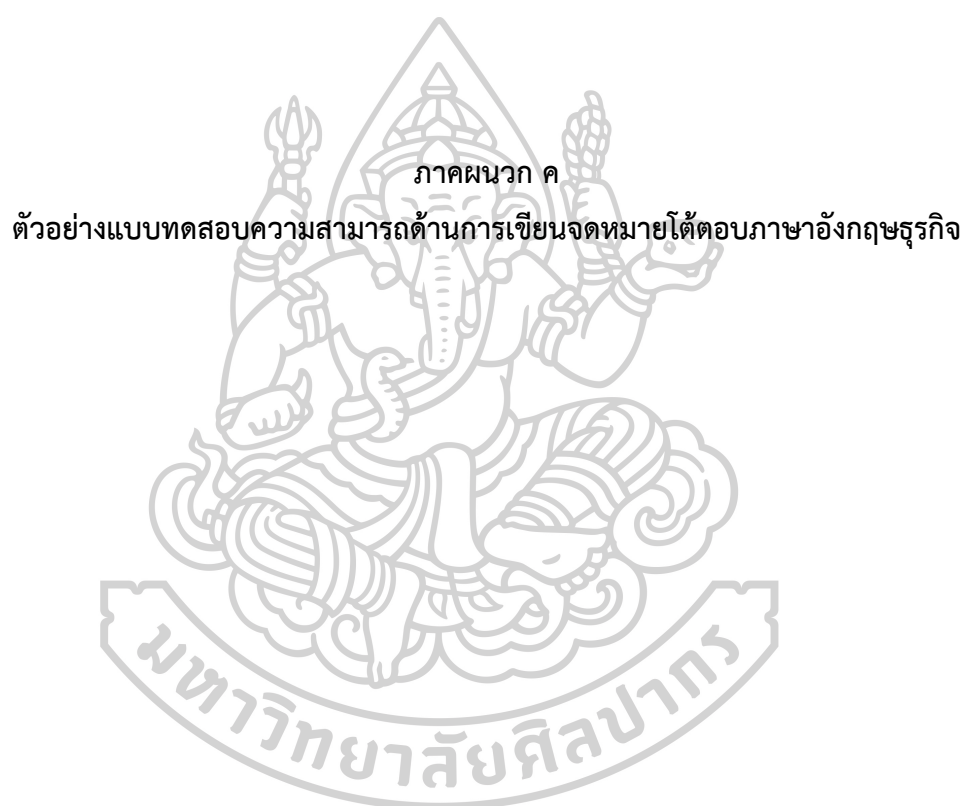 ภาคผนวก ค
ตัวอย่างแบบทดสอบความสามารถด้านการเขียนจดหมายโต้ตอบภาษาอังกฤษธุรกิจ
มหาวิทยาลัยศิลปากร